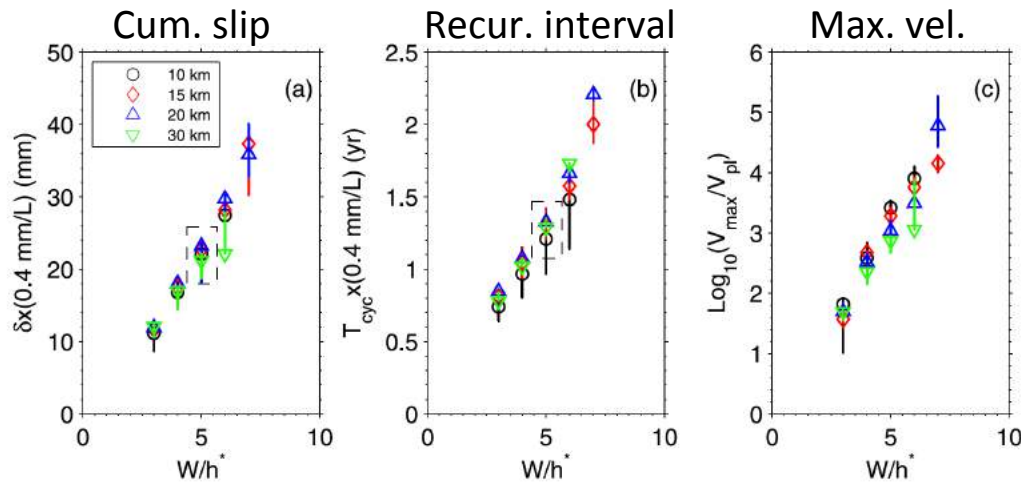 Cum. slip
Recur. interval
Max. vel.
50
40
30
20
10
0
δx(0.4 mm/L) (mm)
10 km
15 km
20 km
30 km
(a)
0
5
10
W/h*
2.5
2
1.5
1
0.5
0
T_cyc x(0.4 mm/L) (yr)
(b)
0
5
10
W/h*
6
5
4
3
2
1
0
Log10(Vmax/Vpl)
(c)
0
5
10
W/h*